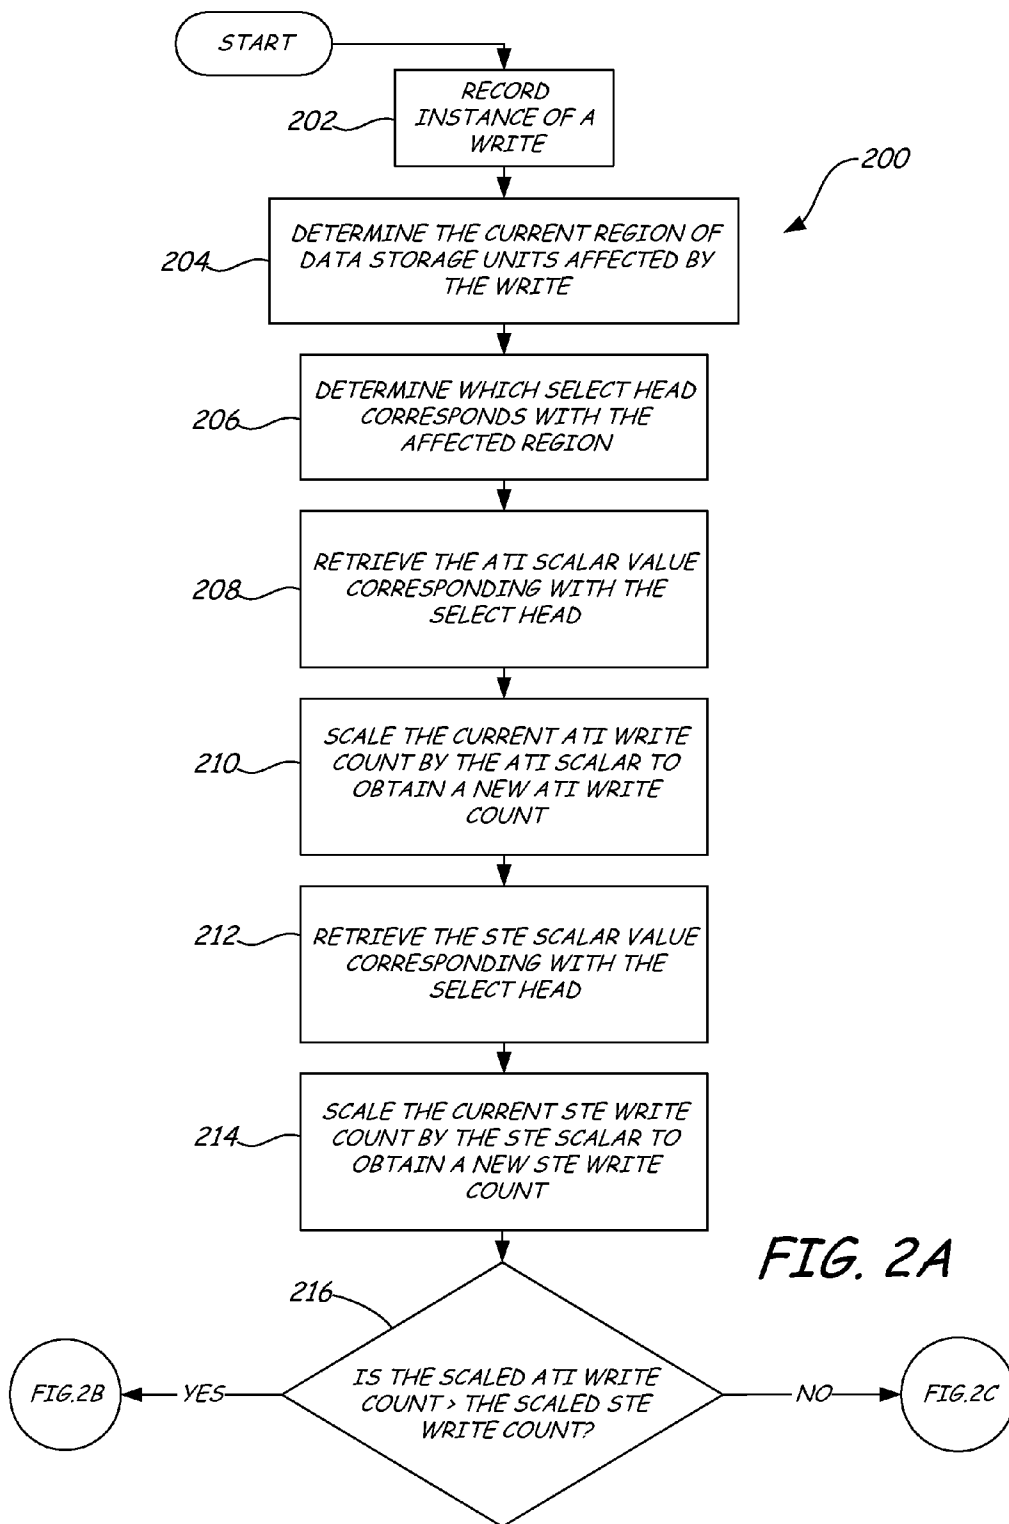 START
RECORD
INSTANCE OF A
WRITE
202
200
DETERMINE THE CURRENT REGION OF
DATA STORAGE UNITS AFFECTED BY
THE WRITE
204
DETERMINE WHICH SELECT HEAD
CORRESPONDS WITH THE
AFFECTED REGION
206
RETRIEVE THE ATI SCALAR VALUE
CORRESPONDING WITH THE
SELECT HEAD
208
SCALE THE CURRENT ATI WRITE
COUNT BY THE ATI SCALAR TO
OBTAIN A NEW ATI WRITE
COUNT
210
RETRIEVE THE STE SCALAR VALUE
CORRESPONDING WITH THE
SELECT HEAD
212
SCALE THE CURRENT STE WRITE
COUNT BY THE STE SCALAR TO
OBTAIN A NEW STE WRITE
COUNT
214
FIG. 2A
216
IS THE SCALED ATI WRITE
COUNT > THE SCALED STE
WRITE COUNT?
YES
FIG.2B
NO
FIG.2C